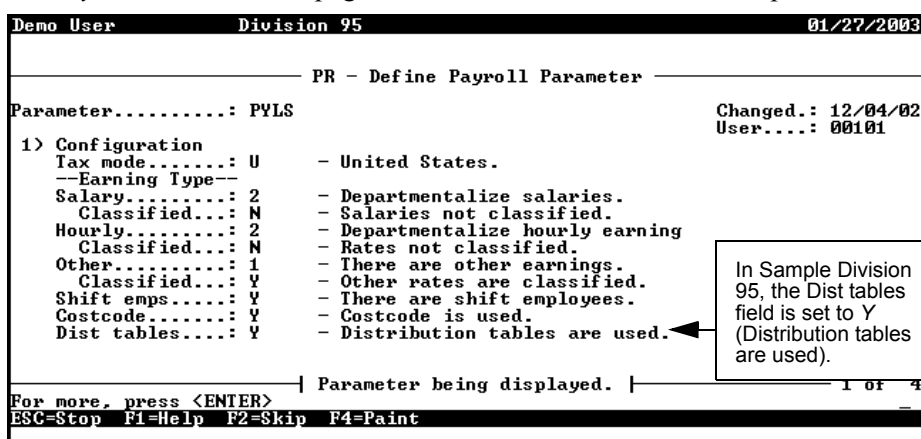 Demo User Division 95 01/27/2003
PR - Define Payroll Parameter
Parameter..........: PYLS Changed.: 12/04/02
User....: 00101
1) Configuration
Tax mode.......: U - United States.
--Earning Type--
Salary.........: 2 - Departmentalize salaries.
Classified...: N - Salaries not classified.
Hourly.........: 2 - Departmentalize hourly earning
Classified...: N - Rates not classified.
Other..........: 1 - There are other earnings.
Classified...: Y - Other rates are classified.
Shift emps.....: Y - There are shift employees.
Costcode.......: Y - Costcode is used.
Dist tables....: Y - Distribution tables are used.
In Sample Division
95, the Dist tables
field is set to Y
(Distribution tables
are used).
Parameter being displayed. 1 of 4
For more, press <ENTER> _
ESC=Stop F1=Help F2=Skip F4=Paint